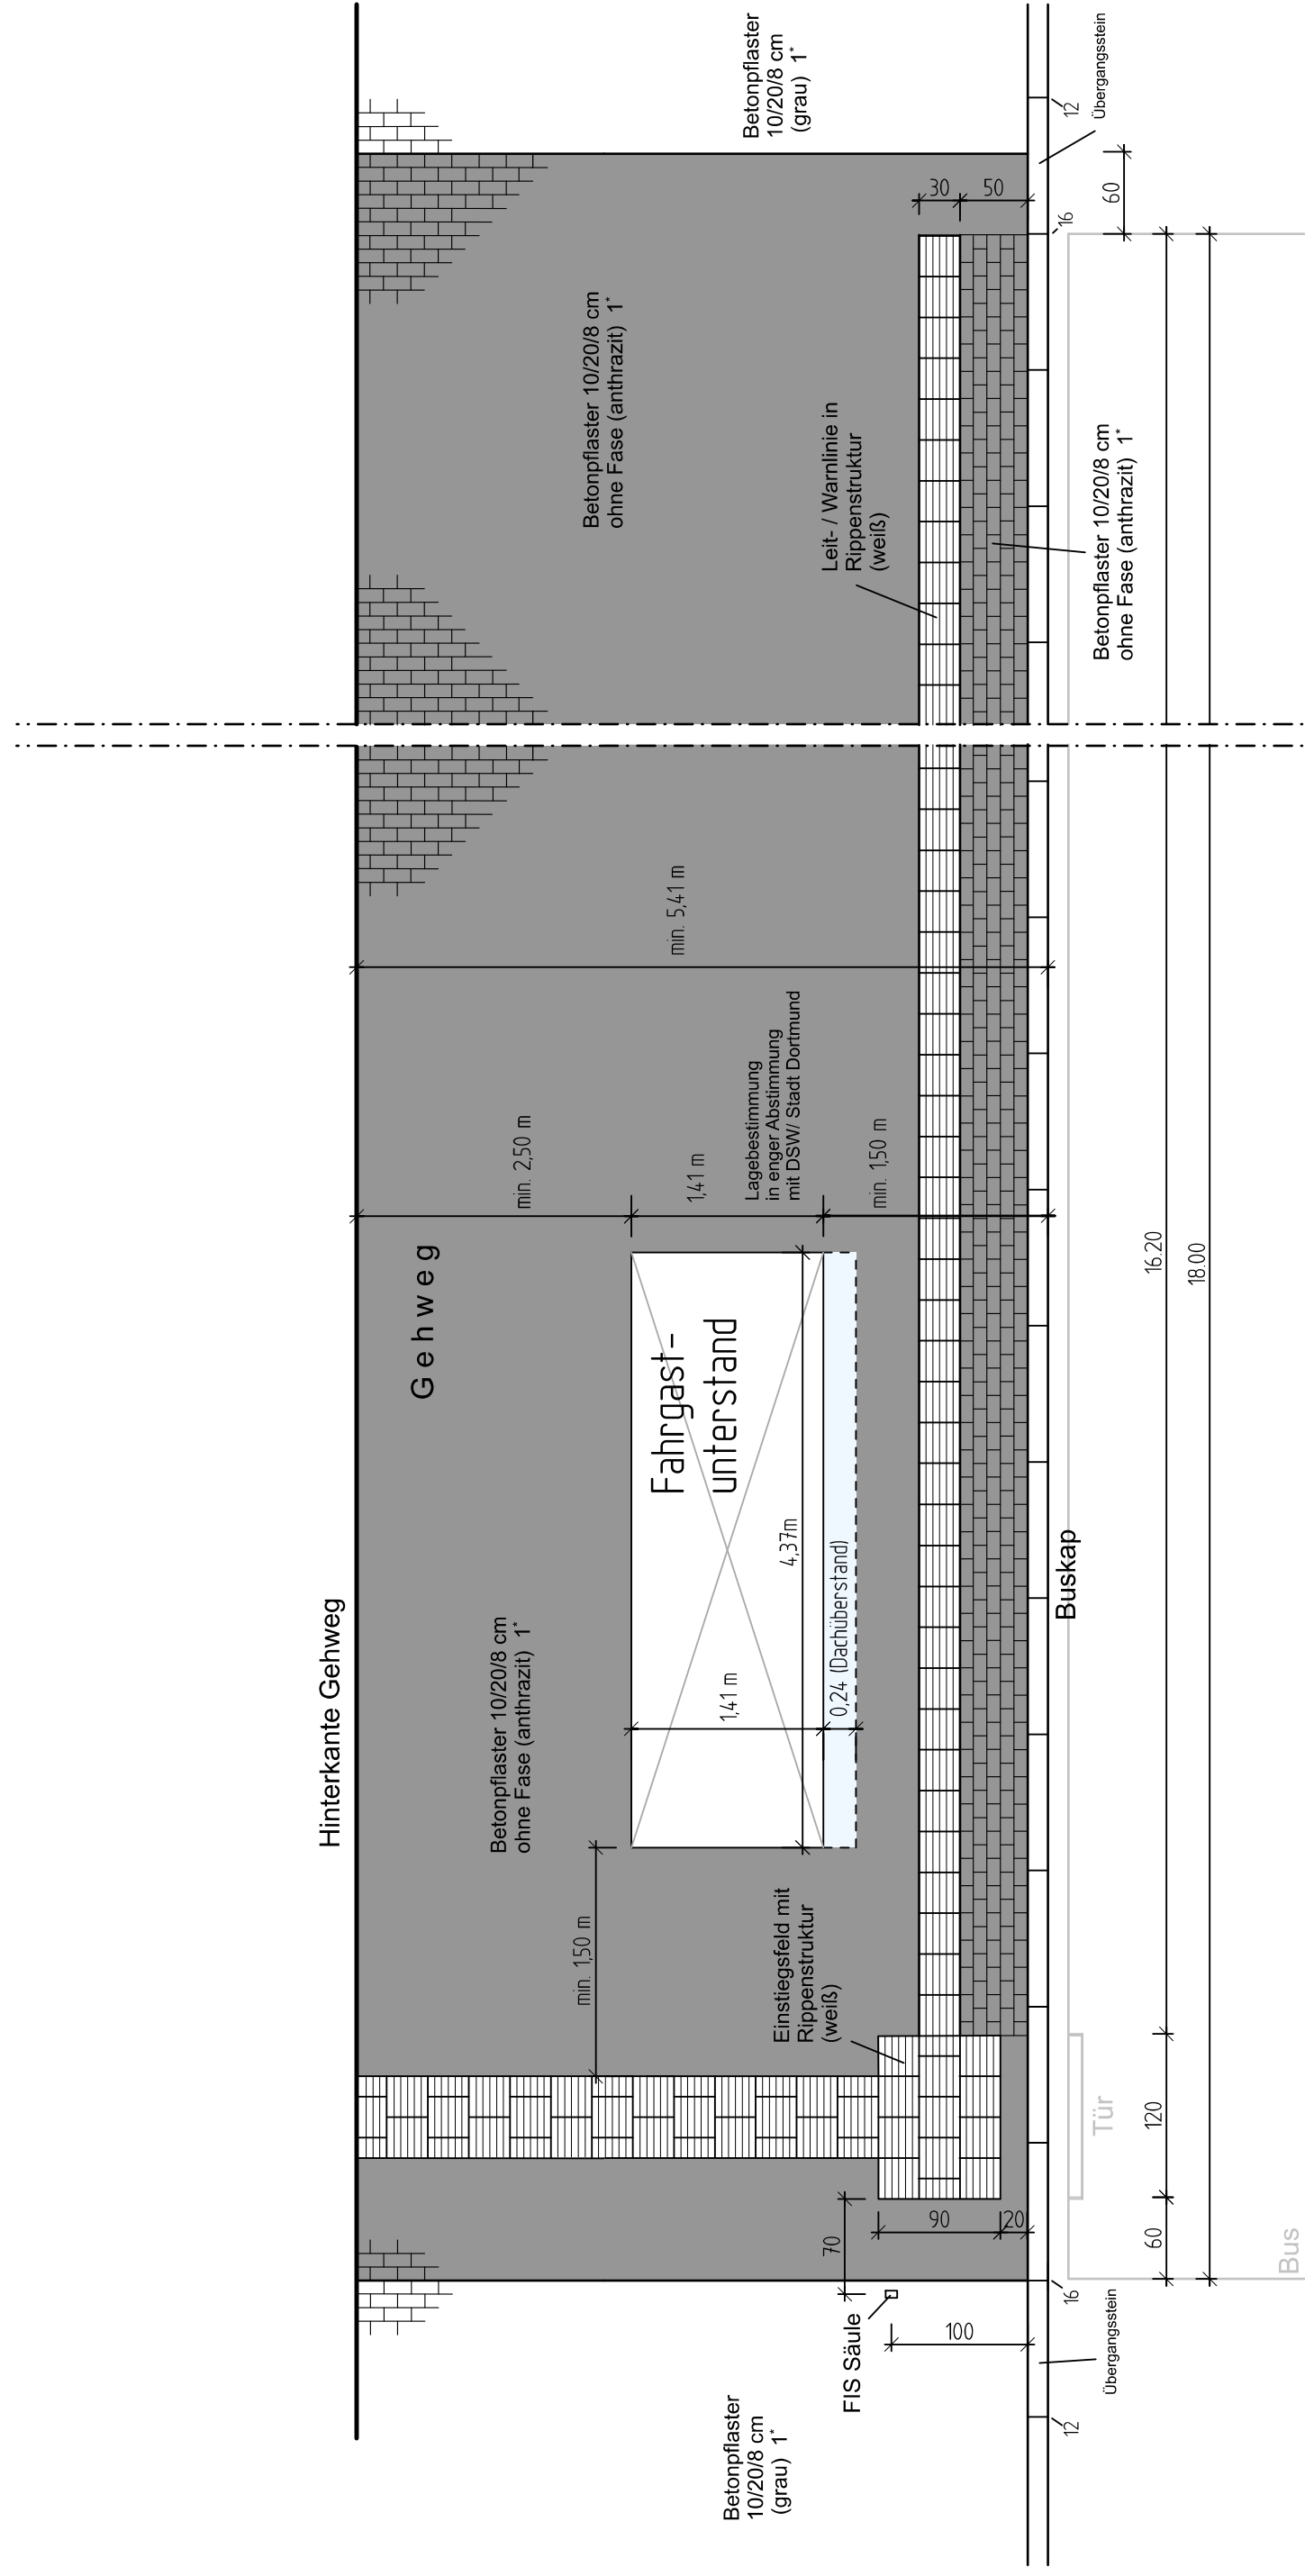 Hinterkante Gehweg
G e h w e g
Betonpflaster 10/20/8 cm
ohne Fase (anthrazit) 1*
min. 1,50 m
min. 2,50 m
1,41 m
Lagebestimmung
in enger Abstimmung
mit DSW/ Stadt Dortmund
min. 1,50 m
min. 5,41 m
Fahrgast-
unterstand
1,41 m
4,37m
0,24 (Dachüberstand)
Einstiegsfeld mit
Rippenstruktur
(weiß)
Betonpflaster 10/20/8 cm
ohne Fase (anthrazit) 1*
Leit- / Warnlinie in
Rippenstruktur
(weiß)
Betonpflaster
10/20/8 cm
(grau) 1*
30
50
Betonpflaster
10/20/8 cm
(grau) 1*
FIS Säule
70
90
20
100
12
Übergangsstein
16
Buskap
Betonpflaster 10/20/8 cm
ohne Fase (anthrazit) 1*
16
12
Übergangsstein
60
Tür
60
120
16.20
18.00
Bus